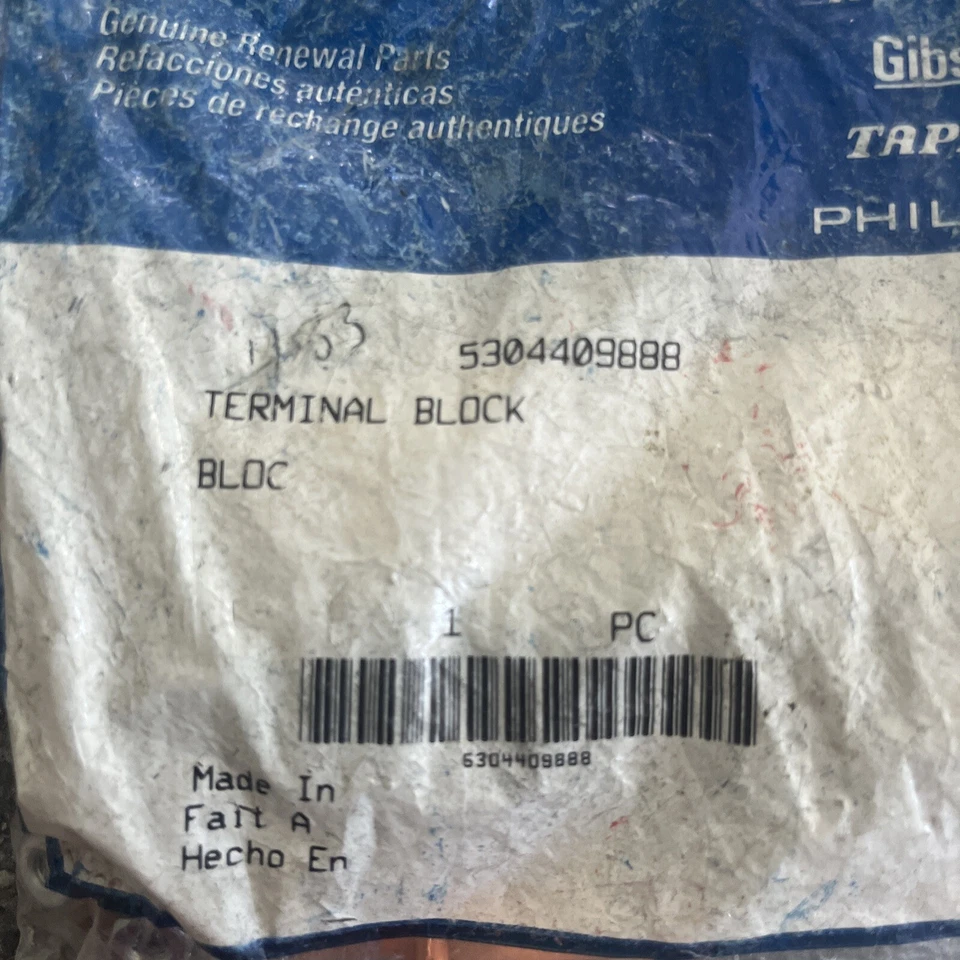 Genuine Renewal Parts
Refacciones auténticas
Pièces de rechange authentiques
Gibs
TAP
PHIL
5304409888
TERMINAL BLOCK
BLOC
1 PC
5304409888
Made In
Fait A
Hecho En